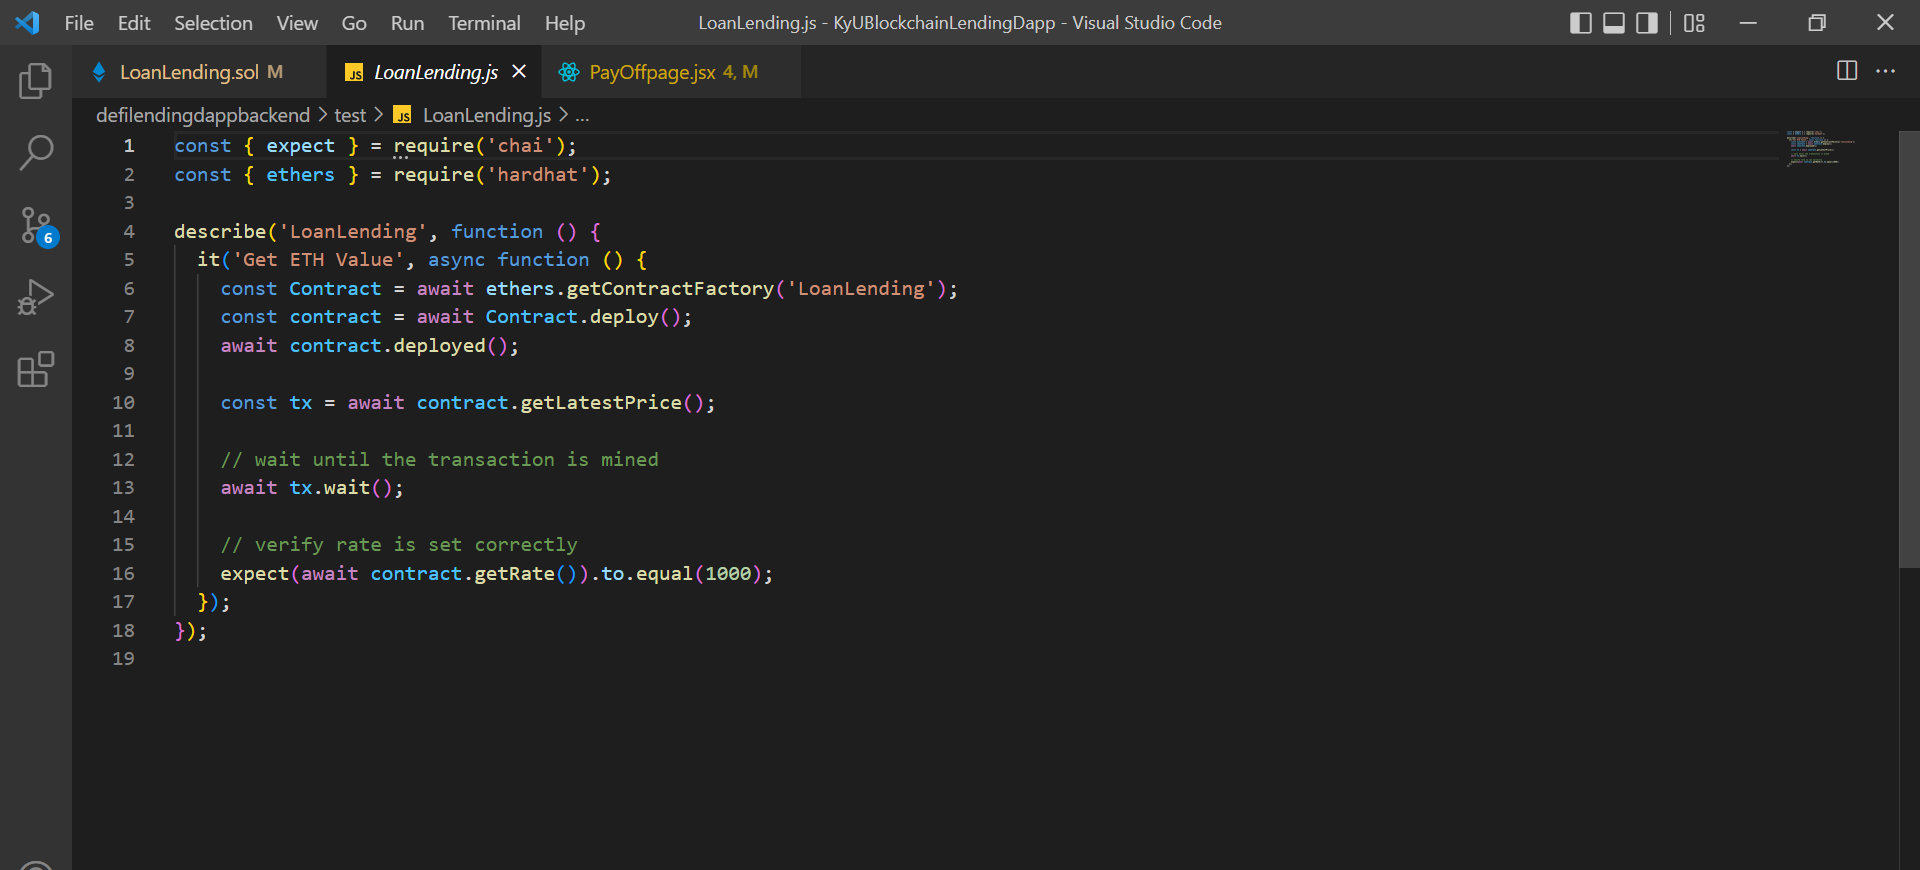 File Edit Selection View Go Run Terminal Help LoanLending.js - KyUBlockchainLendingDapp - Visual Studio Code
LoanLending.sol M LoanLending.js PayOffpage.jsx 4, M
defilendingdappbackend > test > JS LoanLending.js > ...
1 const { expect } = require('chai');
2 const { ethers } = require('hardhat');
3
4 describe('LoanLending', function () {
5 it('Get ETH Value', async function () {
6 const Contract = await ethers.getContractFactory('LoanLending');
7 const contract = await Contract.deploy();
8 await contract.deployed();
9
10 const tx = await contract.getLatestPrice();
11
12 // wait until the transaction is mined
13 await tx.wait();
14
15 // verify rate is set correctly
16 expect(await contract.getRate()).to.equal(1000);
17 });
18 });
19
6